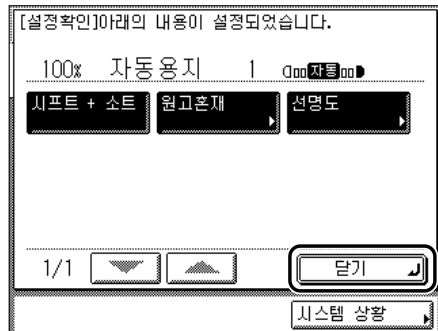 [설정확인]아래의 내용이 설정되었습니다.
100% 자동용지 1 자동
시프트 + 소트 원고혼재 선명도
1/1 닫기
시스템 상황